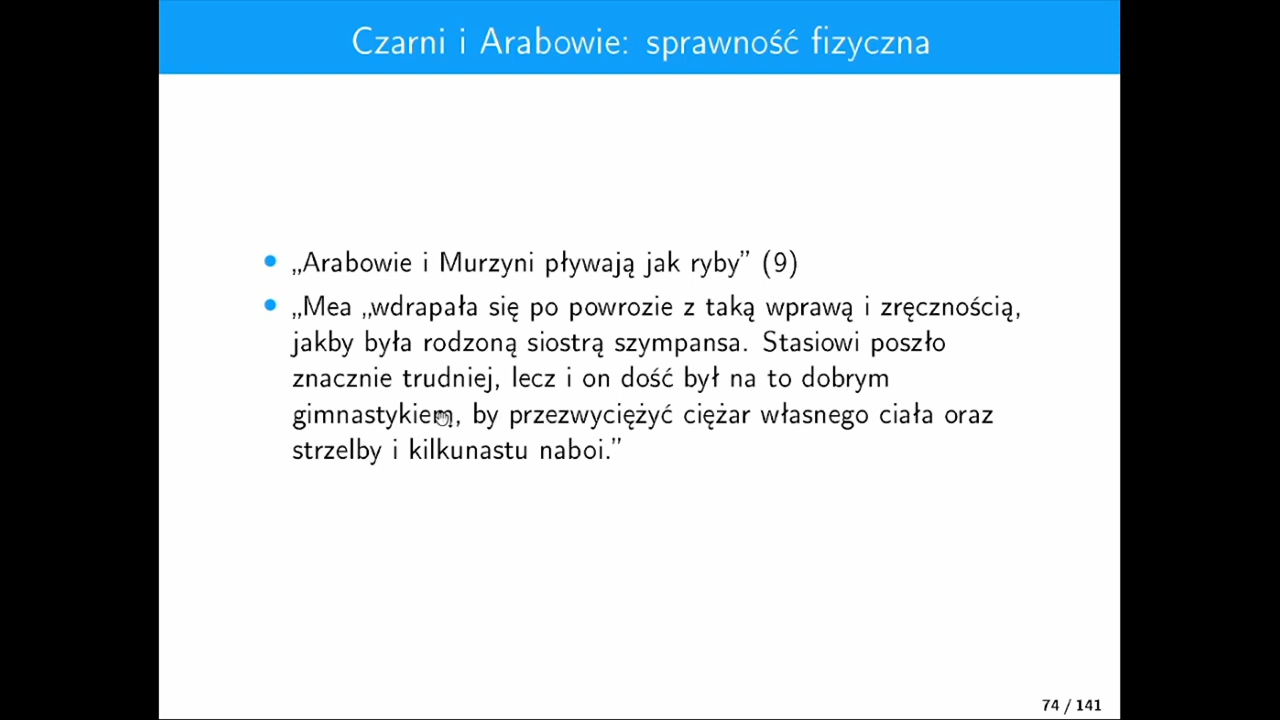 Czarni i Arabowie: sprawność fizyczna
„Arabowie i Murzyni pływają jak ryby” (9)
„Mea „wdrapała się po powrozie z taką wprawą i zręcznością,
jakby była rodzoną siostrą szympansa. Stasiowi poszło
znacznie trudniej, lecz i on dość był na to dobrym
gimnastykiem, by przezwyciężyć ciężar własnego ciała oraz
strzelby i kilkunastu naboi.”
74 / 141